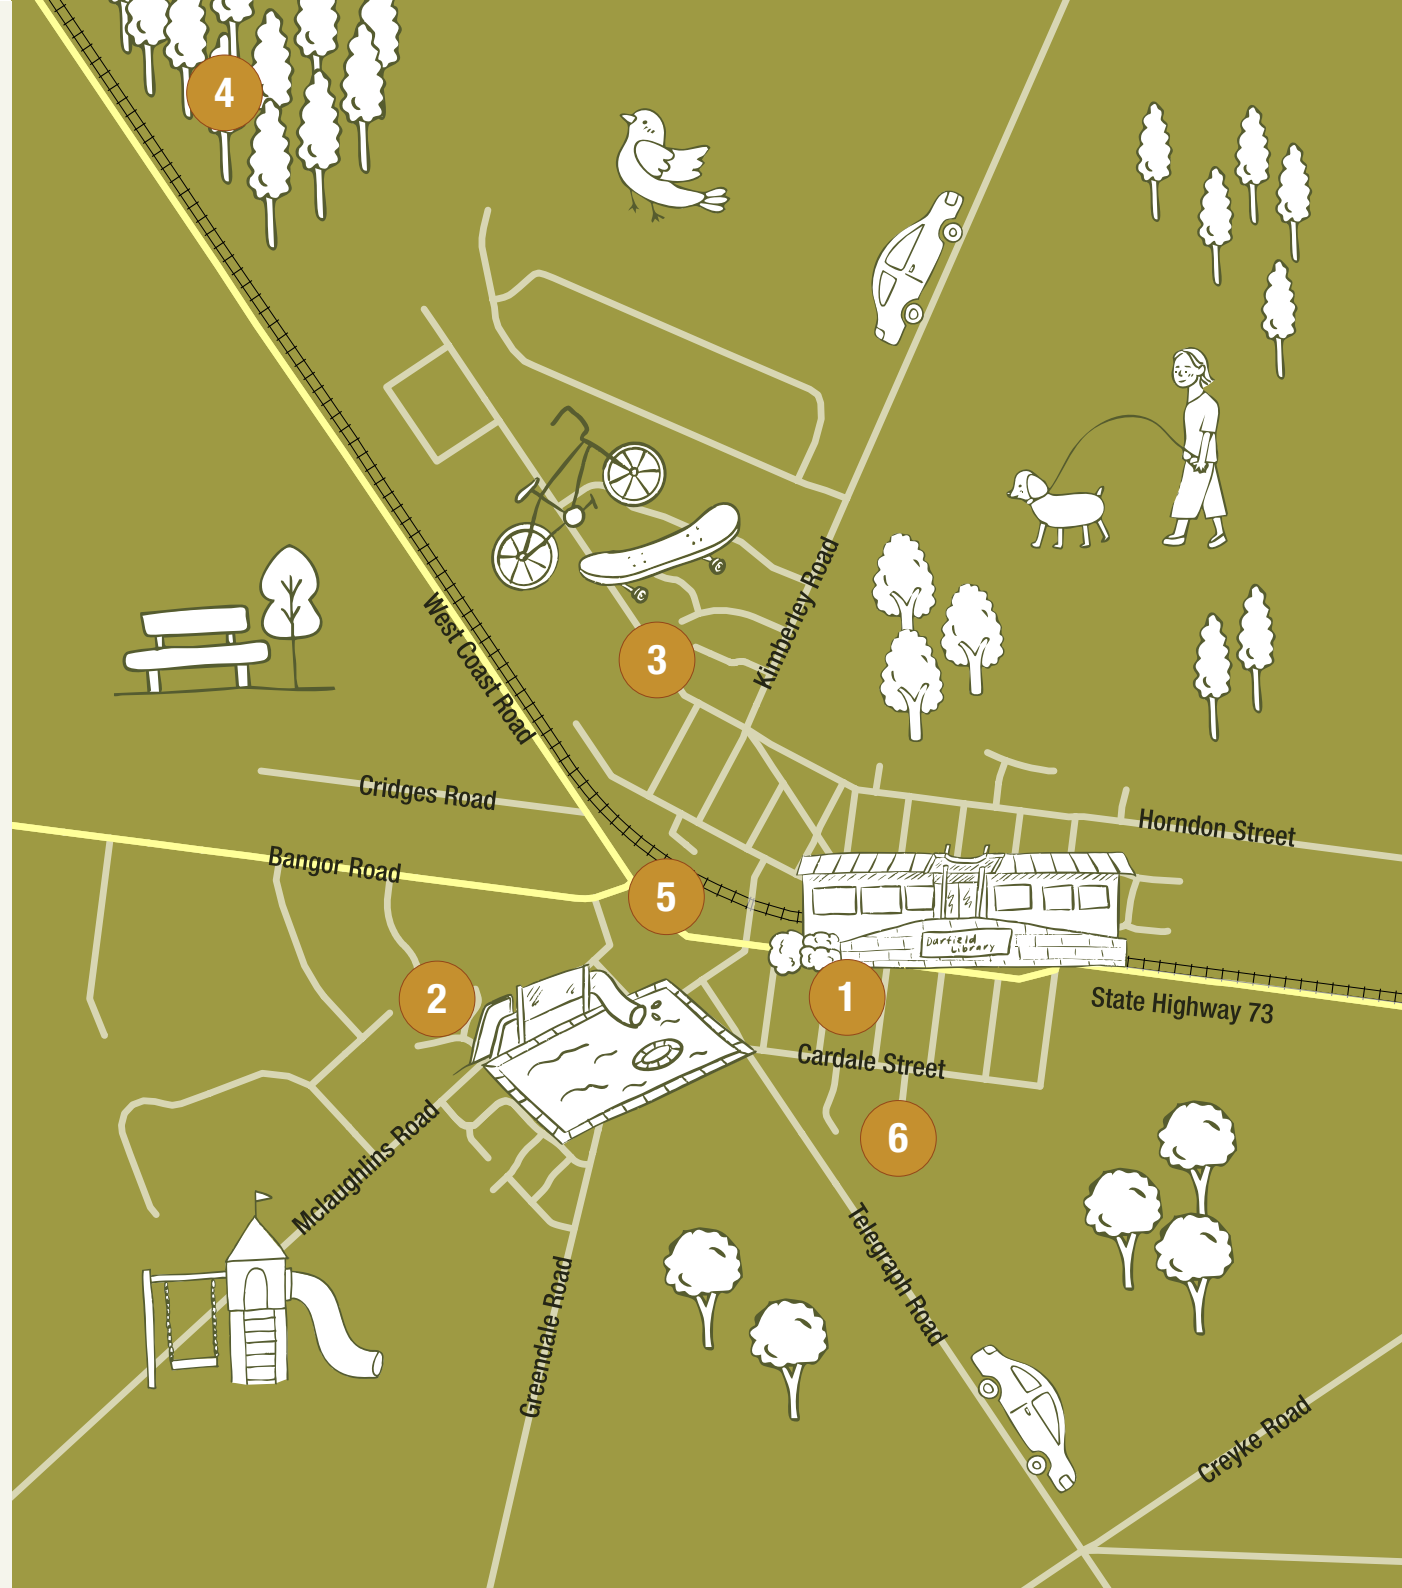 4
Kimberley Road
West Coast Road
3
Cridges Road
Horndon Street
Bangor Road
5
Darfield
Library
2
1
State Highway 73
Cardale Street
6
Mclaughlins Road
Telegraph Road
Greendale Road
Creyke Road